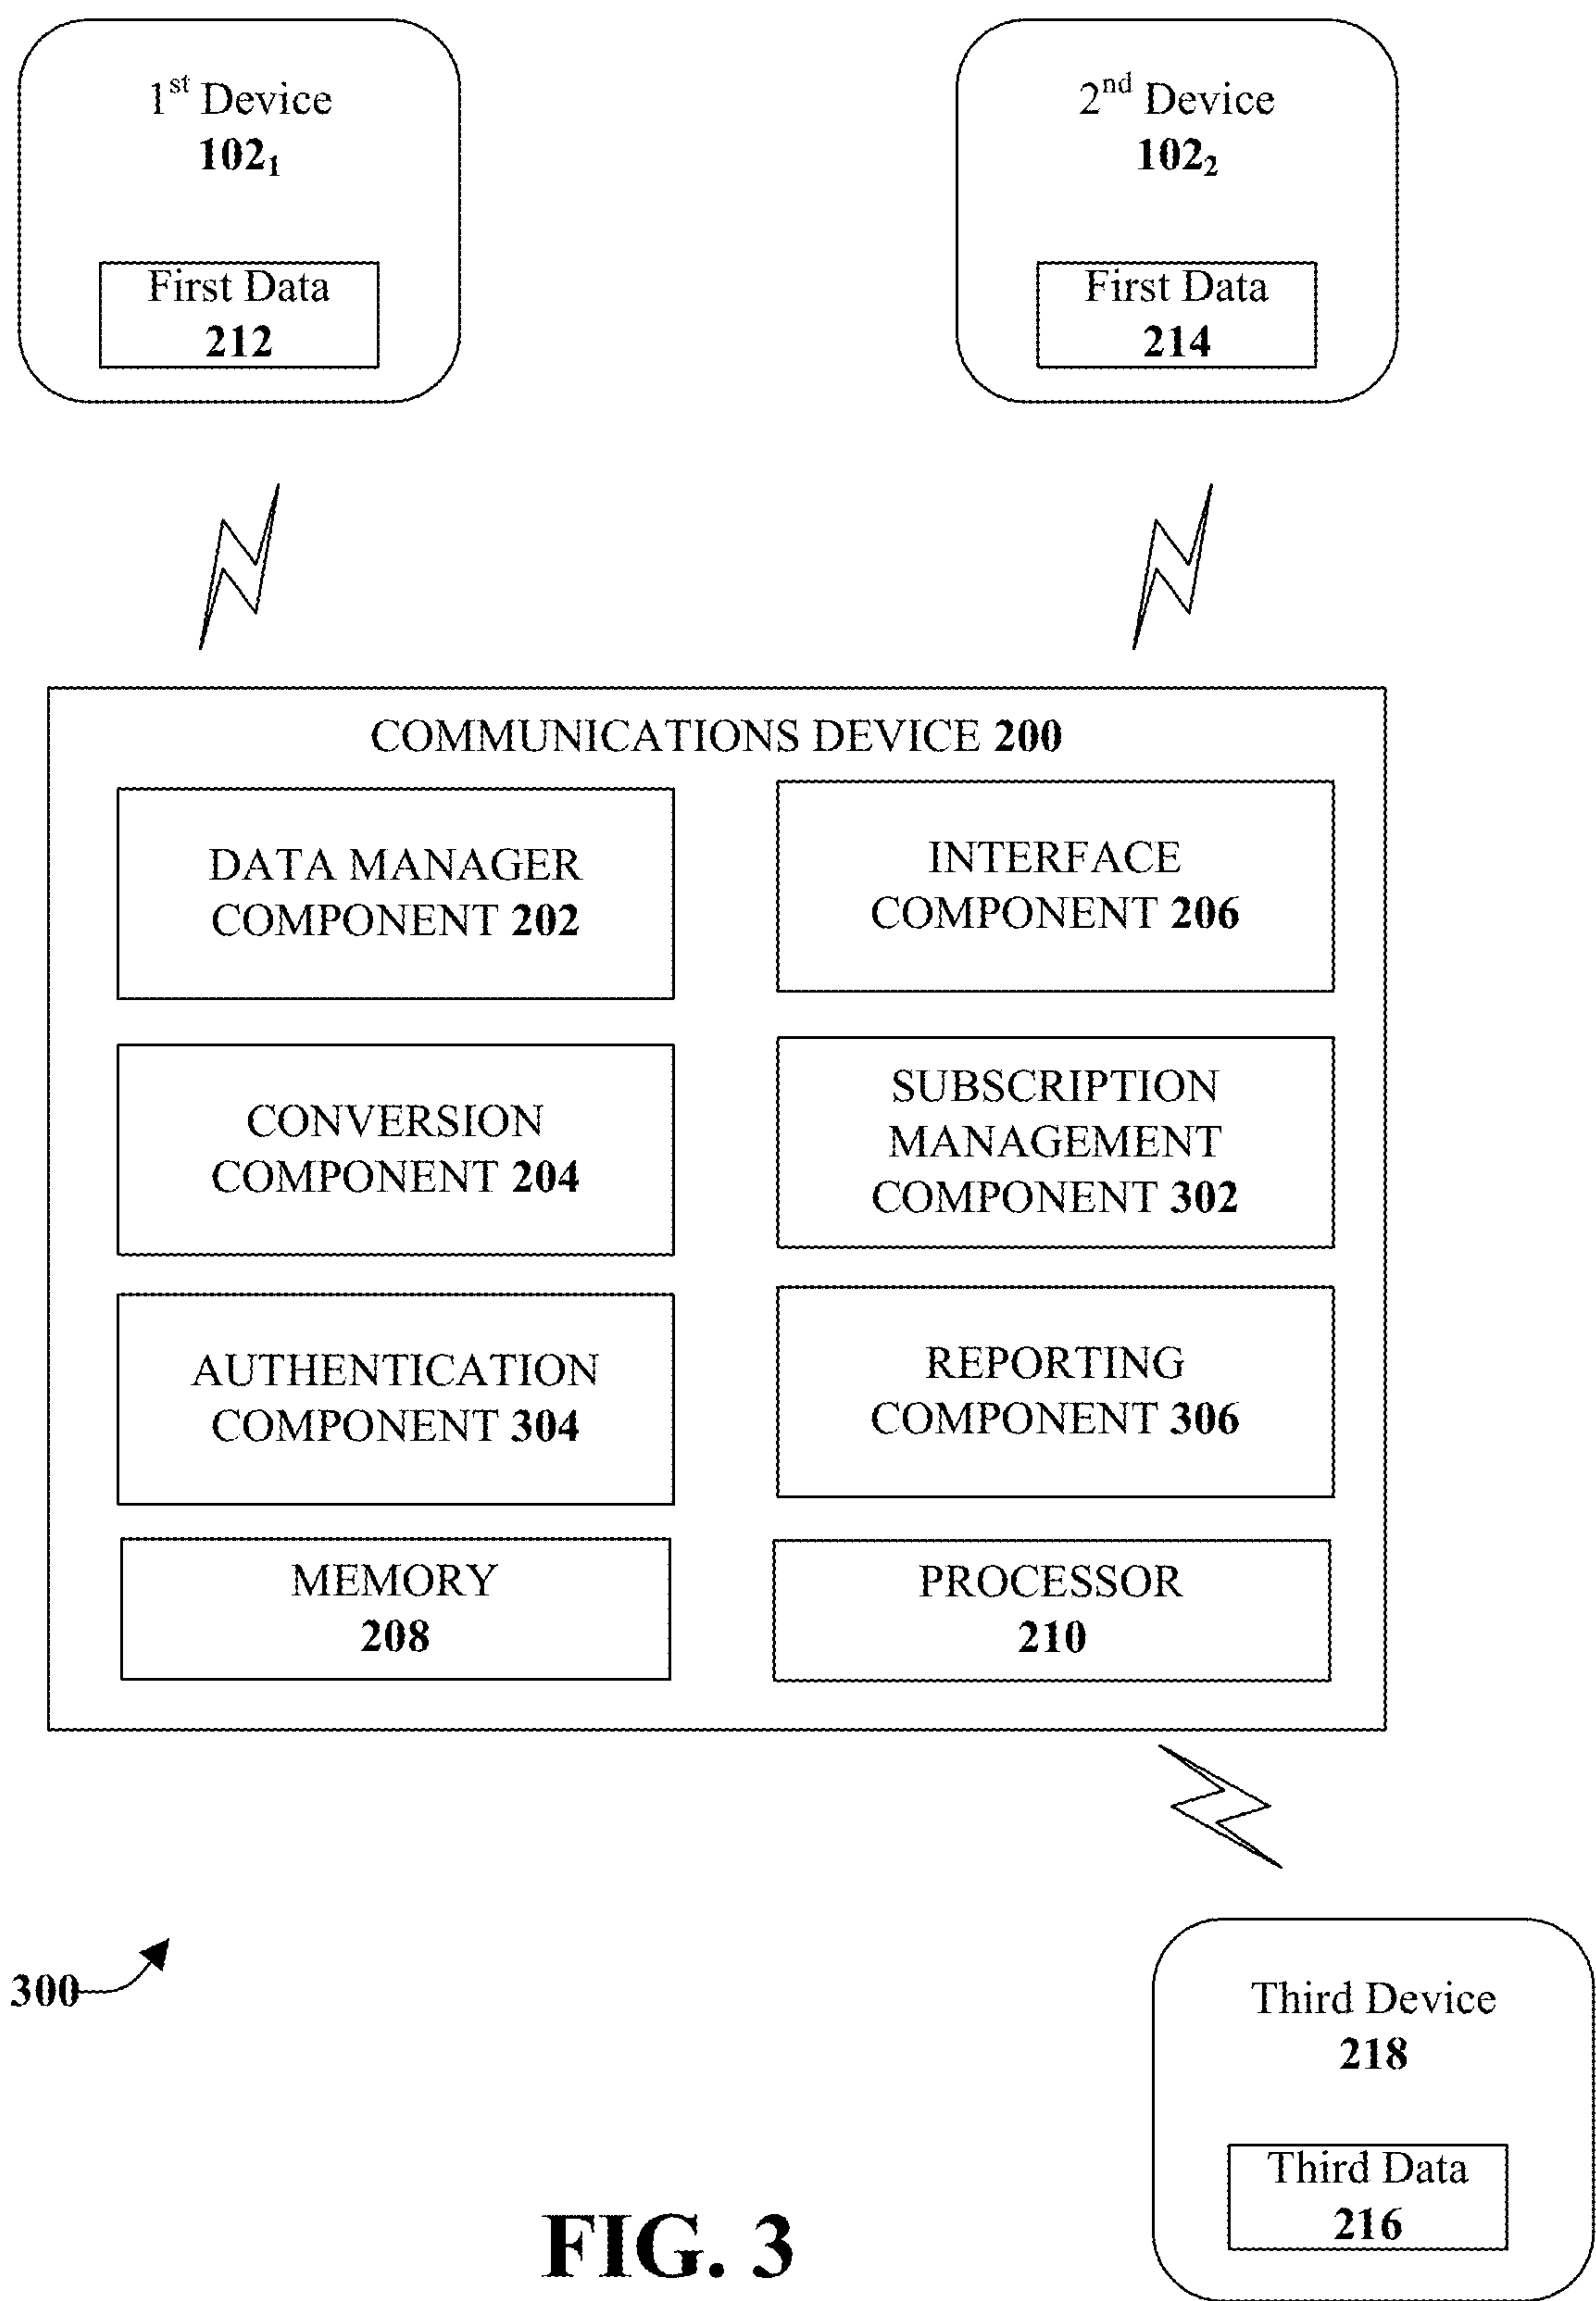 1st Device
102₁
First Data
212
2nd Device
102₂
First Data
214
COMMUNICATIONS DEVICE 200
DATA MANAGER
COMPONENT 202
INTERFACE
COMPONENT 206
CONVERSION
COMPONENT 204
SUBSCRIPTION
MANAGEMENT
COMPONENT 302
AUTHENTICATION
COMPONENT 304
REPORTING
COMPONENT 306
MEMORY
208
PROCESSOR
210
300
Third Device
218
Third Data
216
FIG. 3